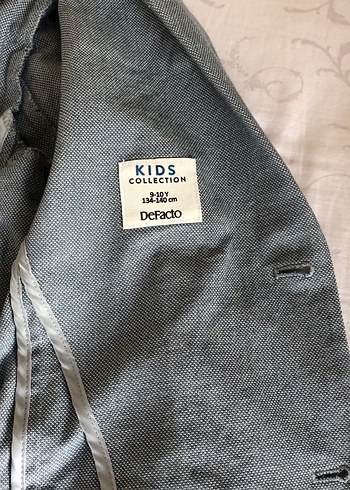 KIDS
COLLECTION
9-10 Y
134-140 cm
DeFacto